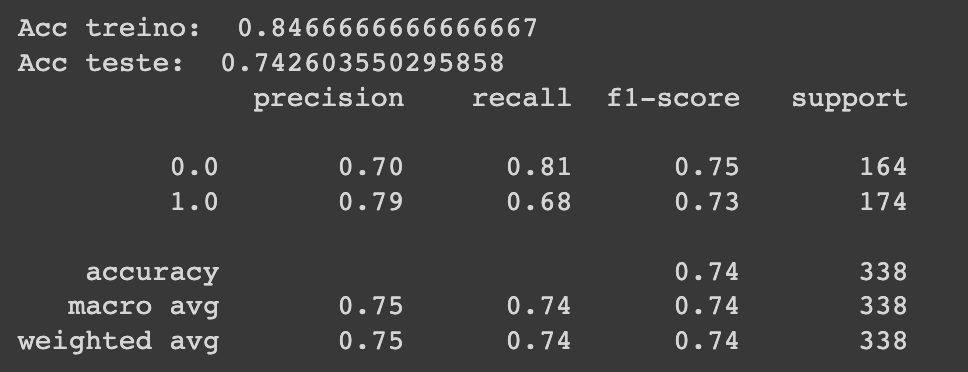 Acc treino:  0.8466666666666667
Acc teste:  0.742603550295858
precision    recall  f1-score   support
0.0       0.70      0.81      0.75       164
1.0       0.79      0.68      0.73       174
accuracy                           0.74       338
macro avg       0.75      0.74      0.74       338
weighted avg       0.75      0.74      0.74       338